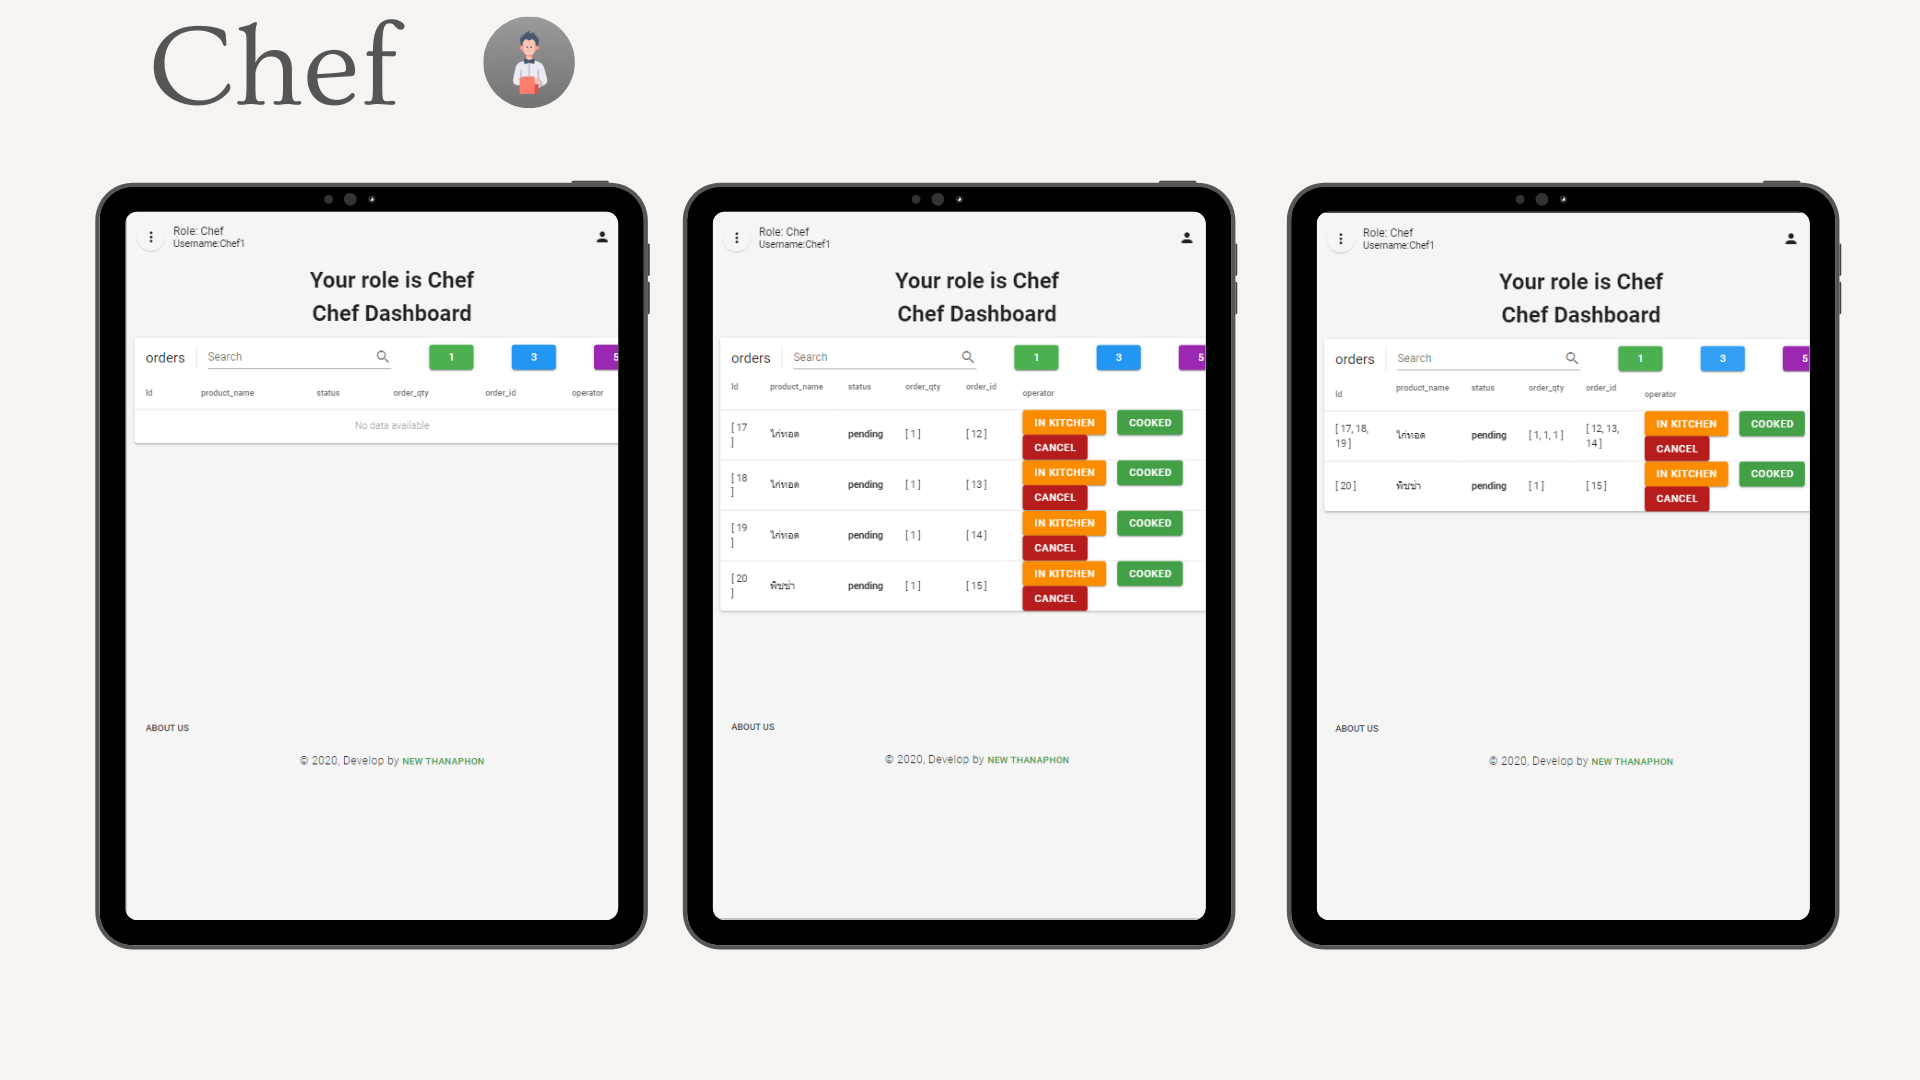 Chef
Role: Chef
Username:Chef1
Your role is Chef
Chef Dashboard
orders Search 1 3 5
Id product_name status order_qty order_id operator
No data available
ABOUT US
© 2020, Develop by NEW THANAPHON
Role: Chef
Username:Chef1
Your role is Chef
Chef Dashboard
orders Search 1 3 5
Id product_name status order_qty order_id operator
[ 17 ] ไก่ทอด pending [ 1 ] [ 12 ] IN KITCHEN COOKED
CANCEL
[ 18 ] ไก่ทอด pending [ 1 ] [ 13 ] IN KITCHEN COOKED
CANCEL
[ 19 ] ไก่ทอด pending [ 1 ] [ 14 ] IN KITCHEN COOKED
CANCEL
[ 20 ] พิซซ่า pending [ 1 ] [ 15 ] IN KITCHEN COOKED
CANCEL
ABOUT US
© 2020, Develop by NEW THANAPHON
Role: Chef
Username:Chef1
Your role is Chef
Chef Dashboard
orders Search 1 3 5
Id product_name status order_qty order_id operator
[ 17, 18, 19 ] ไก่ทอด pending [ 1, 1, 1 ] [ 12, 13, 14 ] IN KITCHEN COOKED
CANCEL
[ 20 ] พิซซ่า pending [ 1 ] [ 15 ] IN KITCHEN COOKED
CANCEL
ABOUT US
© 2020, Develop by NEW THANAPHON